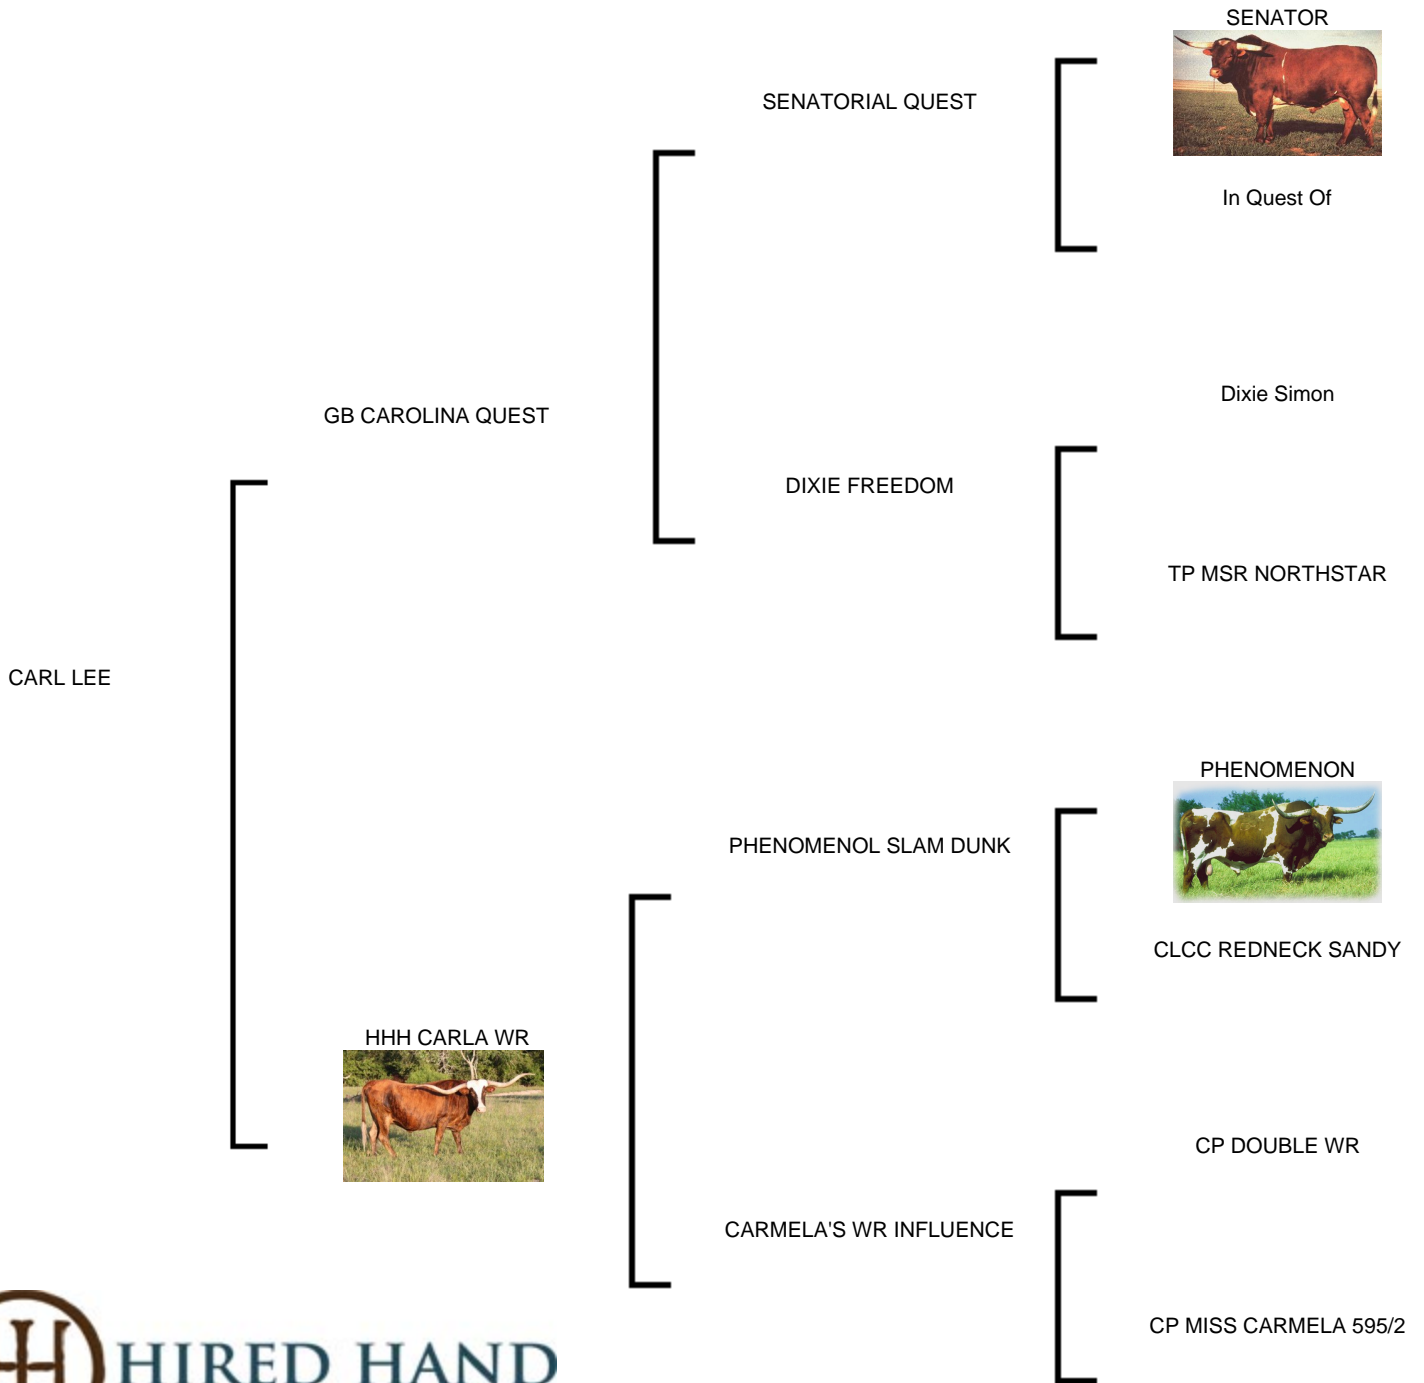 SENATOR
SENATORIAL QUEST
In Quest Of
Dixie Simon
GB CAROLINA QUEST
DIXIE FREEDOM
TP MSR NORTHSTAR
CARL LEE
PHENOMENON
PHENOMENOL SLAM DUNK
CLCC REDNECK SANDY
HHH CARLA WR
CP DOUBLE WR
CARMELA'S WR INFLUENCE
CP MISS CARMELA 595/2
H HIRED HAND